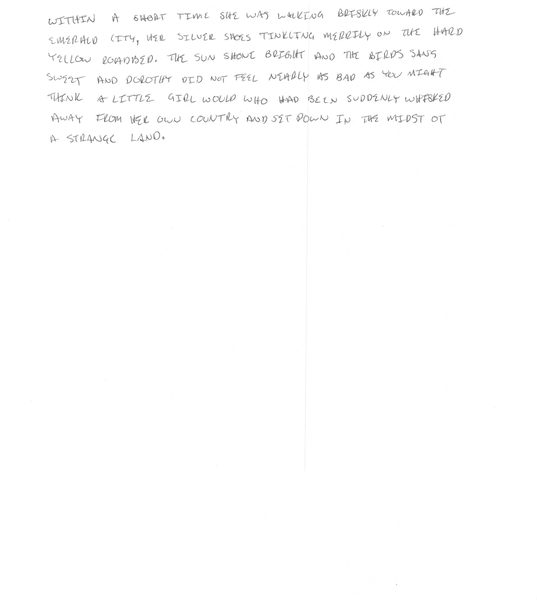 WITHIN A SHORT TIME SHE WAS WALKING BRISKLY TOWARD THE
EMERALD CITY, HER SILVER SHOES TINKLING MERRILY ON THE HARD
YELLOW ROADBED. THE SUN SHONE BRIGHT AND THE BIRDS SANG
SWEET AND DOROTHY DID NOT FEEL NEARLY AS BAD AS YOU MIGHT
THINK A LITTLE GIRL WOULD WHO HAD BEEN SUDDENLY WHISKED
AWAY FROM HER OWN COUNTRY AND SET DOWN IN THE MIDST OF
A STRANGE LAND.